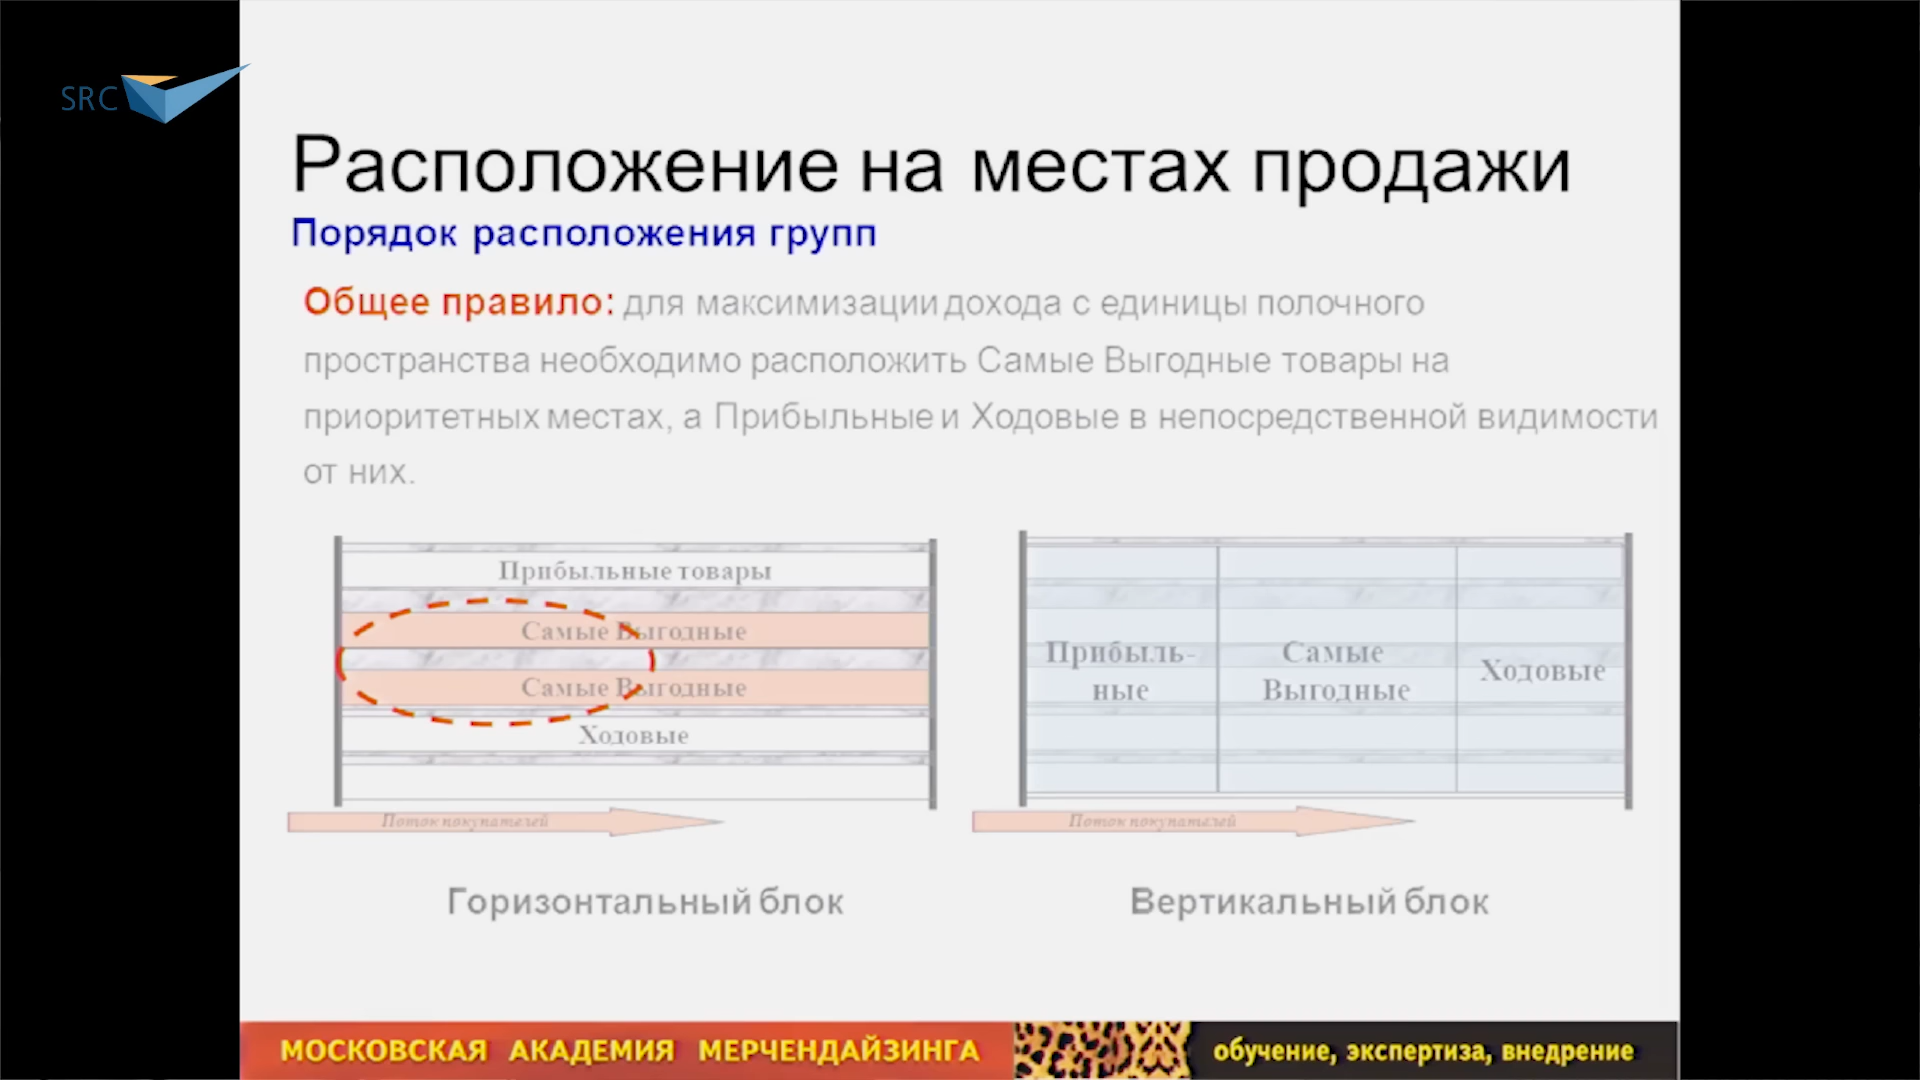 SRC
Расположение на местах продажи
Порядок расположения групп
Общее правило: для максимизации дохода с единицы полочного
пространства необходимо расположить Самые Выгодные товары на
приоритетных местах, а Прибыльные и Ходовые в непосредственной видимости
от них.
Прибыльные товары
Самые Выгодные
Самые Выгодные
Ходовые
Поток покупателей
Горизонтальный блок
Прибыль-
ные
Самые
Выгодные
Ходовые
Поток покупателей
Вертикальный блок
МОСКОВСКАЯ АКАДЕМИЯ МЕРЧЕНДАЙЗИНГА
обучение, экспертиза, внедрение